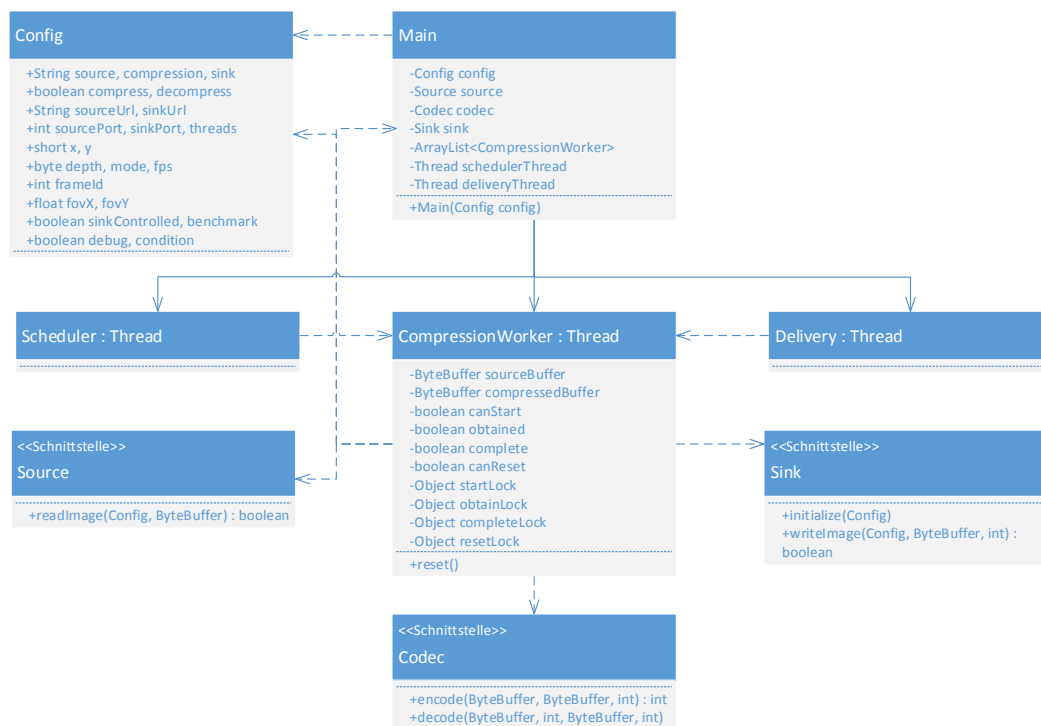 Config
+String source, compression, sink
+boolean compress, decompress
+String sourceUrl, sinkUrl
+int sourcePort, sinkPort, threads
+short x, y
+byte depth, mode, fps
+int frameId
+float fovX, fovY
+boolean sinkControlled, benchmark
+boolean debug, condition
Main
-Config config
-Source source
-Codec codec
-Sink sink
-ArrayList<CompressionWorker>
-Thread schedulerThread
-Thread deliveryThread
+Main(Config config)
Scheduler : Thread
CompressionWorker : Thread
-ByteBuffer sourceBuffer
-ByteBuffer compressedBuffer
-boolean canStart
-boolean obtained
-boolean complete
-boolean canReset
-Object startLock
-Object obtainLock
-Object completeLock
-Object resetLock
+reset()
Delivery : Thread
<<Schnittstelle>>
Source
+readImage(Config, ByteBuffer) : boolean
<<Schnittstelle>>
Sink
+initialize(Config)
+writeImage(Config, ByteBuffer, int) :
boolean
<<Schnittstelle>>
Codec
+encode(ByteBuffer, ByteBuffer, int) : int
+decode(ByteBuffer, int, ByteBuffer, int)